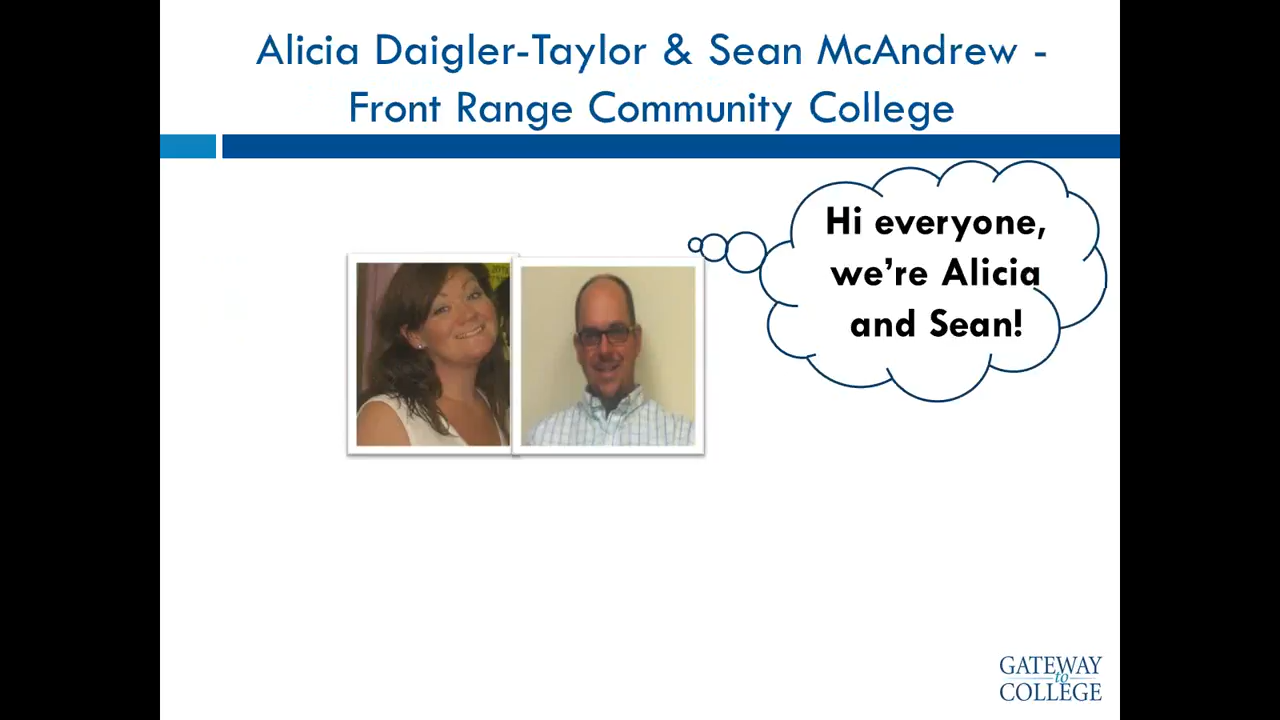 Alicia Daigler-Taylor & Sean McAndrew -
Front Range Community College
Hi everyone,
we’re Alicia
and Sean!
GATEWAY
to
COLLEGE